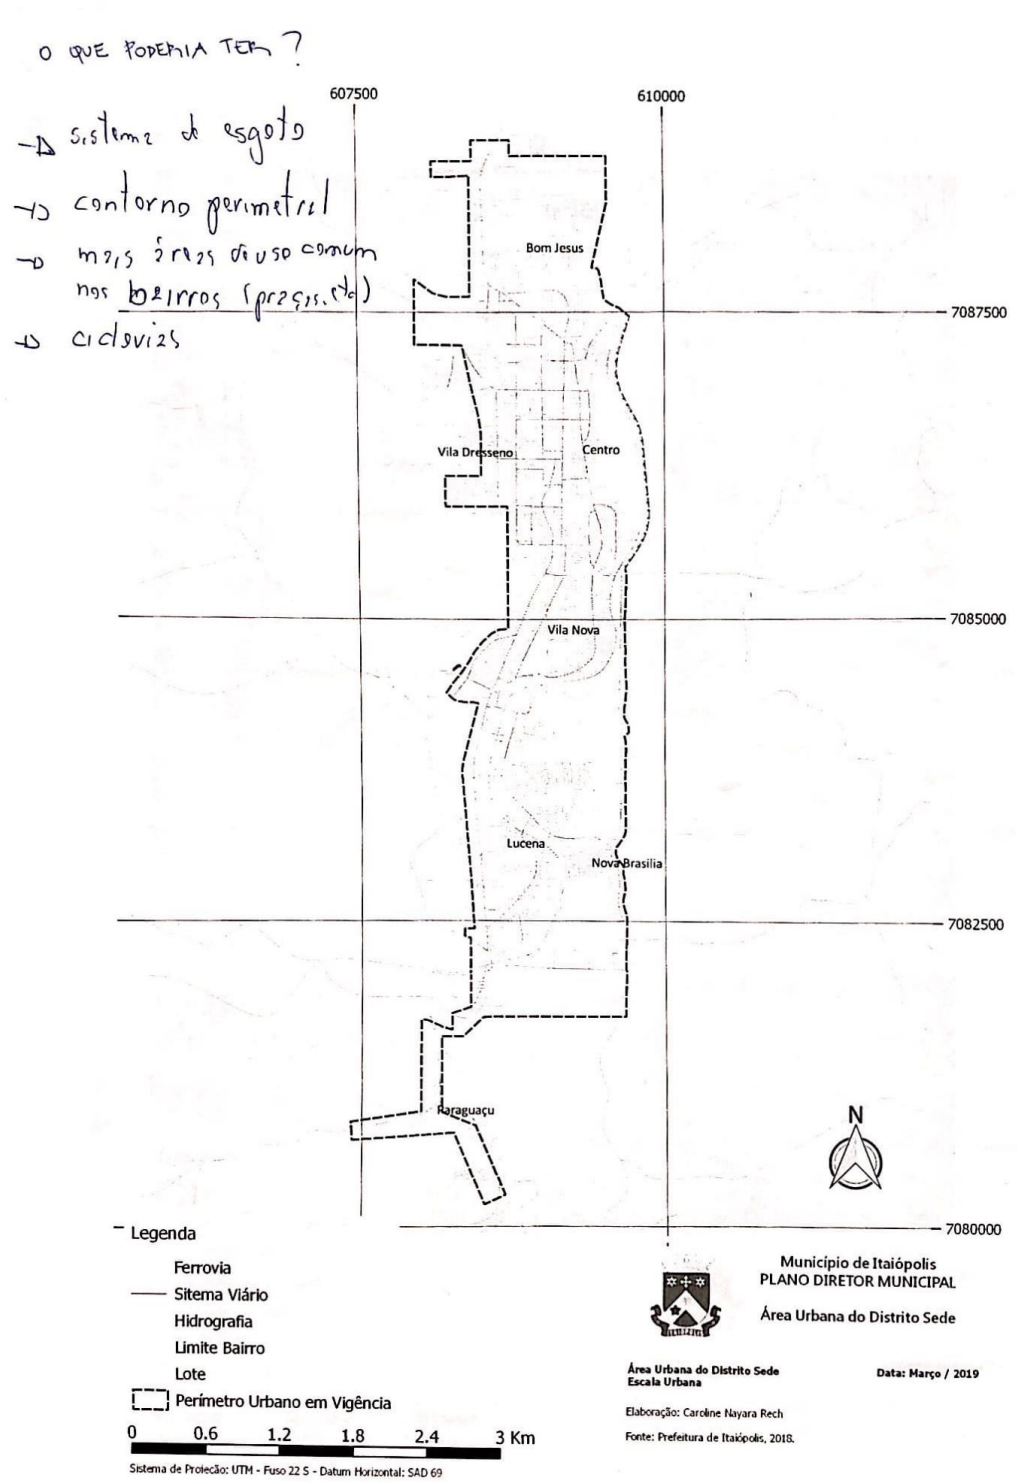 O QUE PODERIA TER?
→ sistema de esgoto
→ contorno perimetral
→ mais áreas de uso comum
nos bairros (praças, etc)
→ ciclovias
607500
610000
Bom Jesus
7087500
Vila Dresseno
Centro
7085000
Vila Nova
Lucena
Nova Brasilia
7082500
Paraguaçu
N
7080000
Legenda
Ferrovia
Sitema Viário
Hidrografia
Limite Bairro
Lote
Perímetro Urbano em Vigência
0 0.6 1.2 1.8 2.4 3 Km
Sistema de Projeção: UTM - Fuso 22 S - Datum Horizontal: SAD 69
Município de Itaiópolis
PLANO DIRETOR MUNICIPAL
Área Urbana do Distrito Sede
Área Urbana do Distrito Sede
Escala Urbana
Data: Março / 2019
Elaboração: Caroline Nayara Rech
Fonte: Prefeitura de Itaiópolis, 2018.